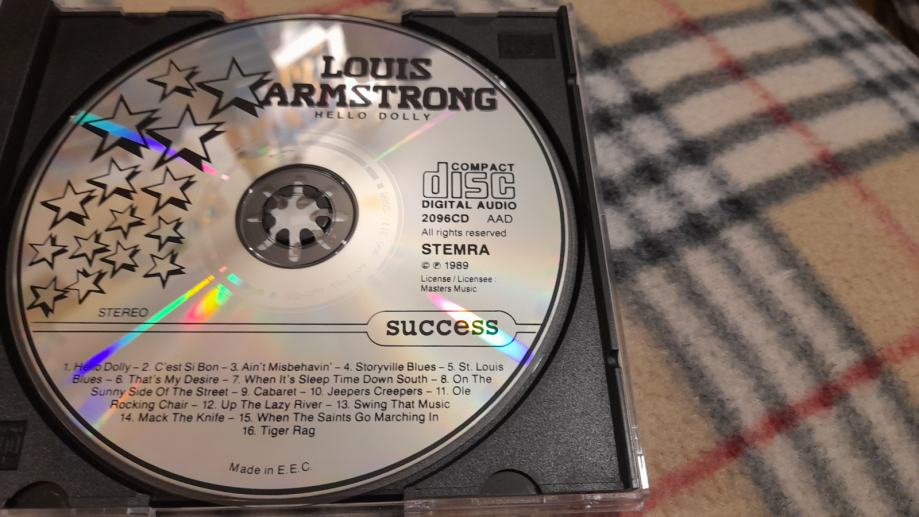 LOUIS
ARMSTRONG
HELLO DOLLY
COMPACT
disc
DIGITAL AUDIO
2096CD AAD
All rights reserved
STEMRA
© ℗ 1989
License / Licensee :
Masters Music
STEREO
success
1. Hello Dolly – 2. C'est Si Bon – 3. Ain't Misbehavin' – 4. Storyville Blues – 5. St. Louis
Blues – 6. That's My Desire – 7. When It's Sleep Time Down South – 8. On The
Sunny Side Of The Street – 9. Cabaret – 10. Jeepers Creepers – 11. Ole
Rocking Chair – 12. Up The Lazy River – 13. Swing That Music
14. Mack The Knife – 15. When The Saints Go Marching In
16. Tiger Rag
Made in E.E.C.